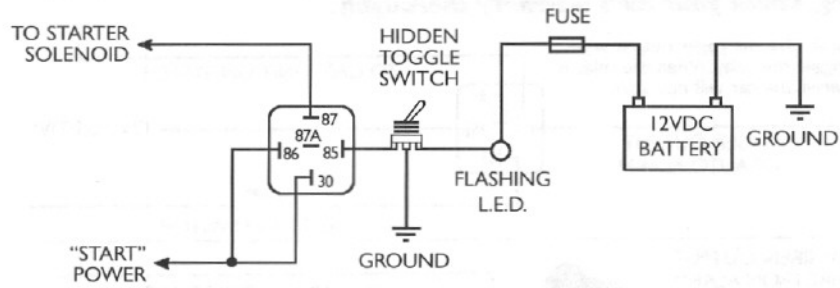 FUSE
TO STARTER
SOLENOID
HIDDEN
TOGGLE
SWITCH
87
87A
86
85
30
12VDC
BATTERY
GROUND
FLASHING
L.E.D.
"START"
POWER
GROUND